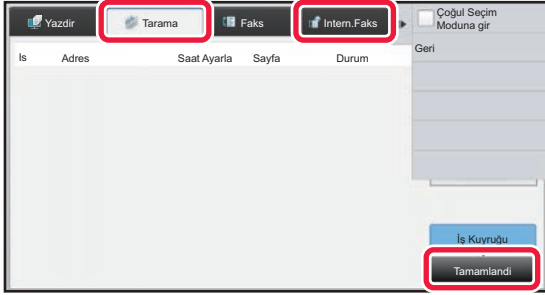 Yazdir Tarama Faks Intern.Faks
Çoğul Seçim
Moduna gir
Geri
Is Adres Saat Ayarla Sayfa Durum
İş Kuyruğu
Tamamlandi